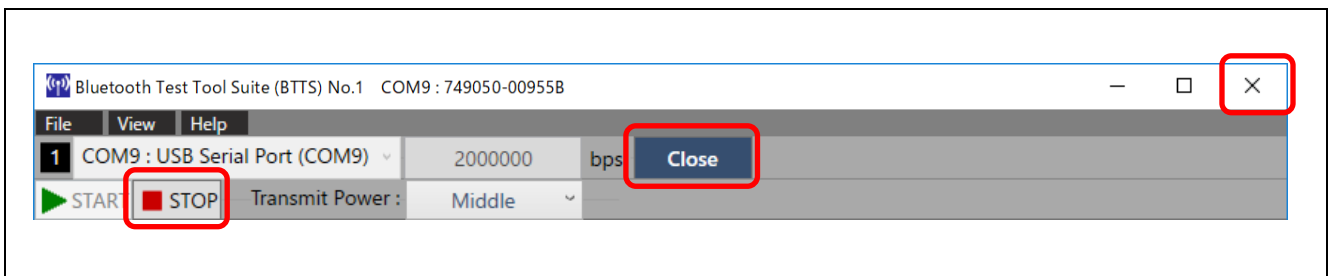 Bluetooth Test Tool Suite (BTTS) No.1 COM9 : 749050-00955B
File View Help
1 COM9 : USB Serial Port (COM9) 2000000 bps Close
START STOP Transmit Power : Middle